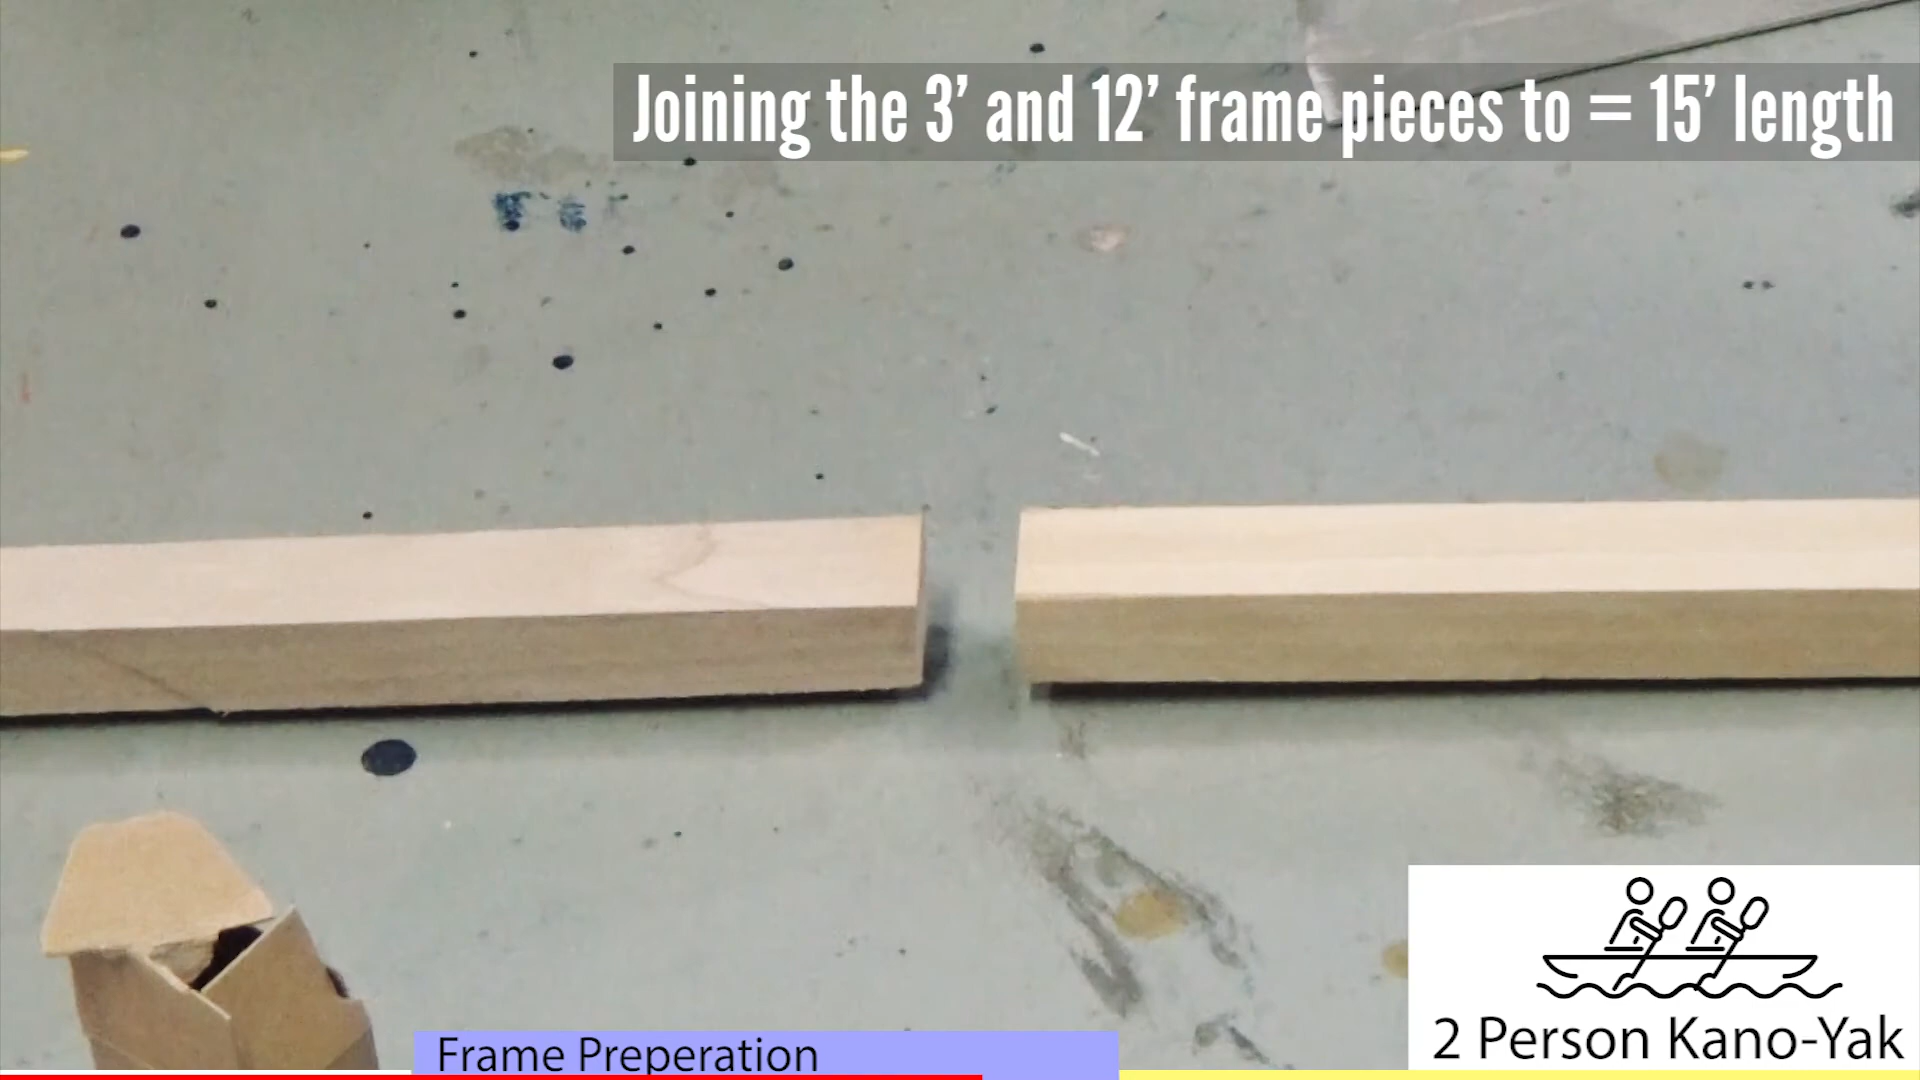 Joining the 3’ and 12’ frame pieces to = 15’ length
Frame Preperation
2 Person Kano-Yak